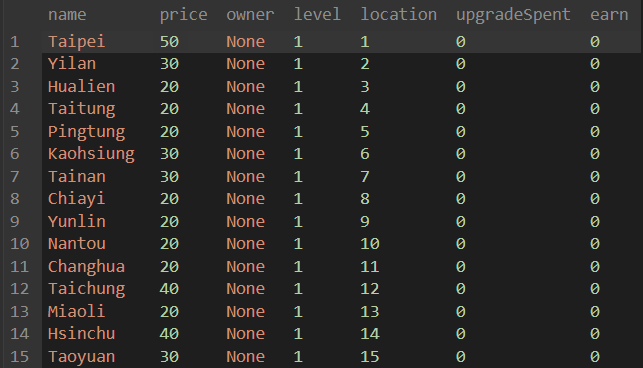 name price owner level location upgradeSpent earn
1 Taipei 50 None 1 1 0 0
2 Yilan 30 None 1 2 0 0
3 Hualien 20 None 1 3 0 0
4 Taitung 20 None 1 4 0 0
5 Pingtung 20 None 1 5 0 0
6 Kaohsiung 30 None 1 6 0 0
7 Tainan 30 None 1 7 0 0
8 Chiayi 20 None 1 8 0 0
9 Yunlin 20 None 1 9 0 0
10 Nantou 20 None 1 10 0 0
11 Changhua 20 None 1 11 0 0
12 Taichung 40 None 1 12 0 0
13 Miaoli 20 None 1 13 0 0
14 Hsinchu 40 None 1 14 0 0
15 Taoyuan 30 None 1 15 0 0